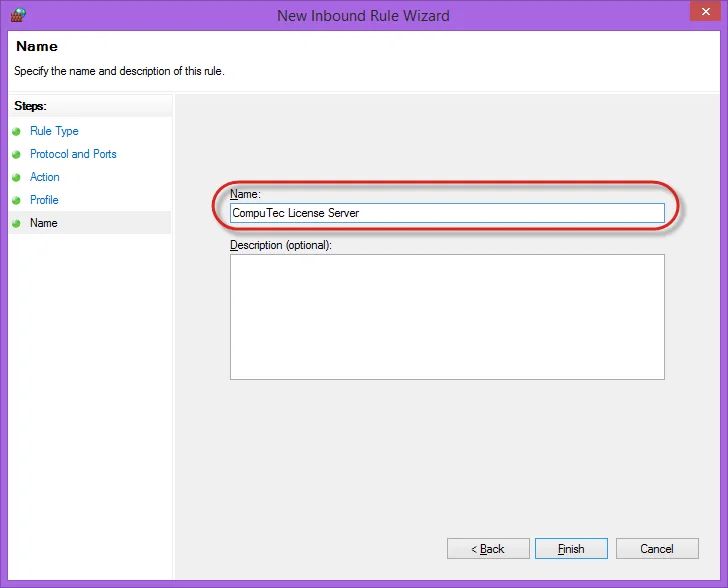 New Inbound Rule Wizard
Name
Specify the name and description of this rule.
Steps:
Rule Type
Protocol and Ports
Action
Profile
Name
Name:
CompuTec License Server
Description (optional):
< Back
Finish
Cancel